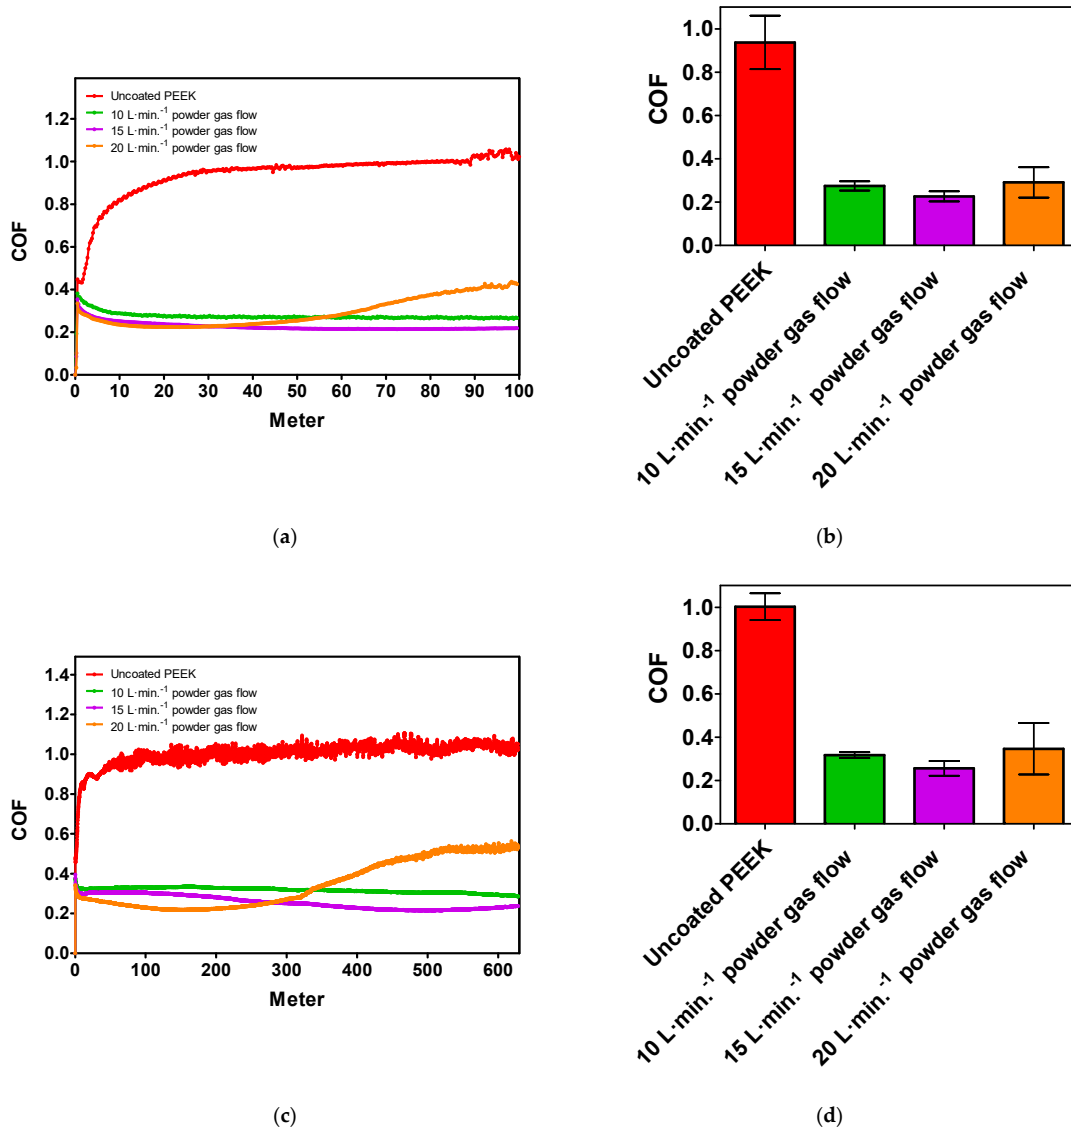 Uncoated PEEK
10 L·min.⁻¹ powder gas flow
15 L·min.⁻¹ powder gas flow
20 L·min.⁻¹ powder gas flow
COF
1.2
1.0
0.8
0.6
0.4
0.2
0.0
0 10 20 30 40 50 60 70 80 90 100
Meter
(a)
COF
1.0
0.8
0.6
0.4
0.2
0.0
Uncoated PEEK
10 L·min.⁻¹ powder gas flow
15 L·min.⁻¹ powder gas flow
20 L·min.⁻¹ powder gas flow
(b)
Uncoated PEEK
10 L·min.⁻¹ powder gas flow
15 L·min.⁻¹ powder gas flow
20 L·min.⁻¹ powder gas flow
COF
1.4
1.2
1.0
0.8
0.6
0.4
0.2
0.0
0 100 200 300 400 500 600
Meter
(c)
COF
1.0
0.8
0.6
0.4
0.2
0.0
Uncoated PEEK
10 L·min.⁻¹ powder gas flow
15 L·min.⁻¹ powder gas flow
20 L·min.⁻¹ powder gas flow
(d)